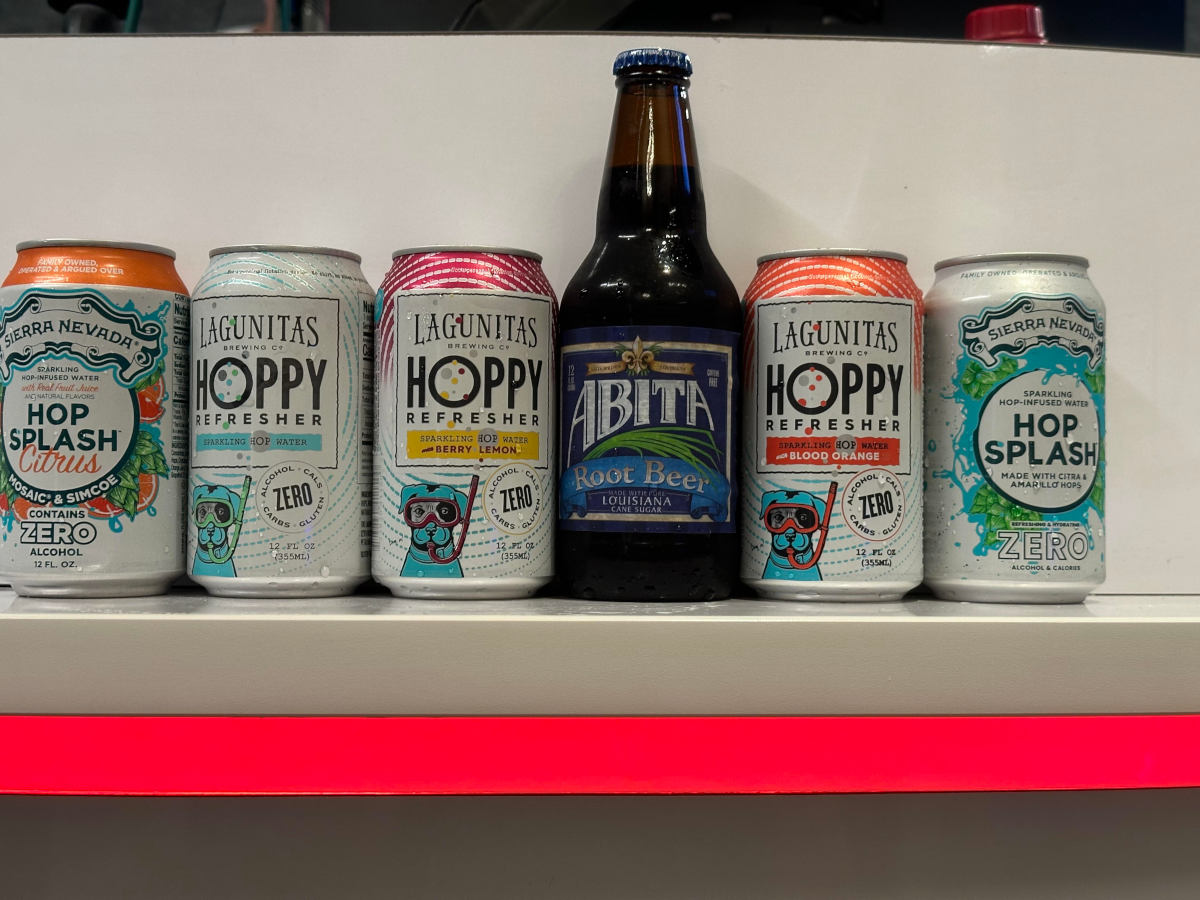 FAMILY OWNED,
OPERATED & ARGUED OVER
SIERRA NEVADA
SPARKLING
HOP-INFUSED WATER
with Real Fruit Juice
AND NATURAL FLAVORS
HOP
SPLASH
Citrus
MOSAIC & SIMCOE
CONTAINS
ZERO
ALCOHOL
12 FL. OZ.
LAGUNITAS
BREWING Cº
HOPPY
REFRESHER
SPARKLING HOP WATER
ALCOHOL · CALS
ZERO
CARBS · GLUTEN
12 FL OZ
(355ML)
LAGUNITAS
BREWING Cº
HOPPY
REFRESHER
SPARKLING HOP WATER
BERRY LEMON
ALCOHOL · CALS
ZERO
CARBS · GLUTEN
12 FL OZ
(355ML)
CAFFEINE
FREE
ABITA
Root Beer
MADE WITH PURE
LOUISIANA
CANE SUGAR
LAGUNITAS
BREWING Cº
HOPPY
REFRESHER
SPARKLING HOP WATER
BLOOD ORANGE
ALCOHOL · CALS
ZERO
CARBS · GLUTEN
12 FL OZ
(355ML)
FAMILY OWNED, OPERATED &
SIERRA NEVADA
SPARKLING
HOP-INFUSED WATER
HOP
SPLASH
MADE WITH CITRA &
AMARILLO HOPS
REFRESHING & HYDRATING
ZERO
ALCOHOL & CALORIES